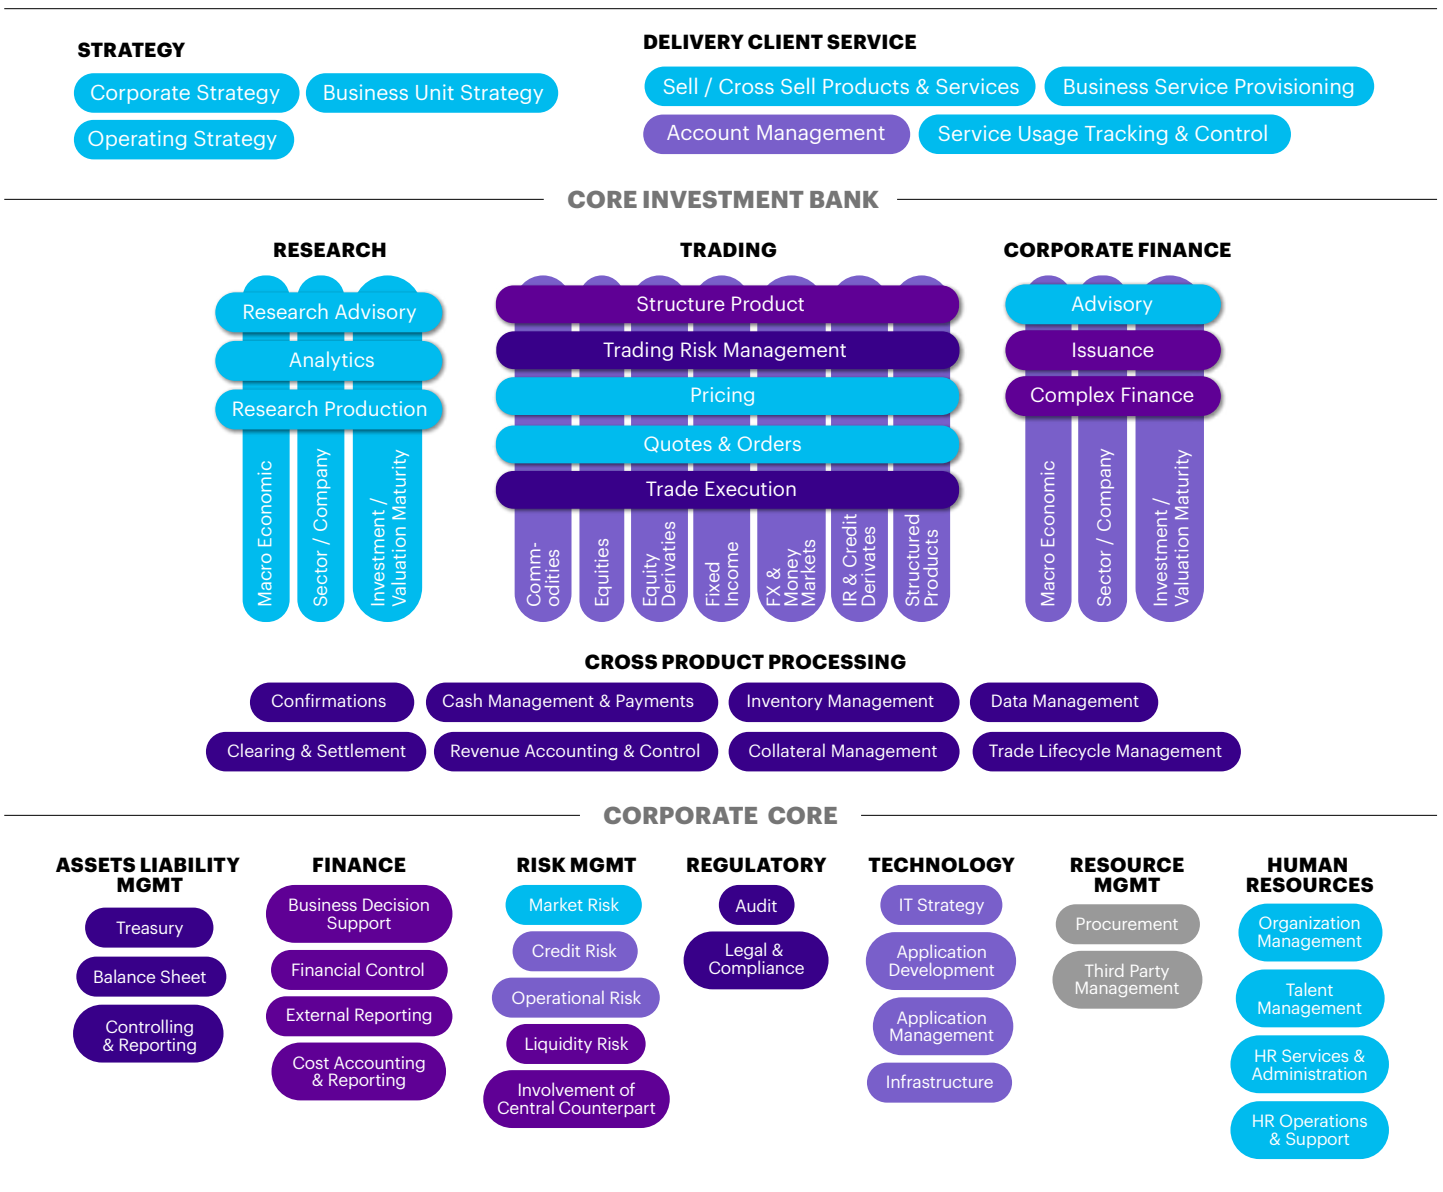 STRATEGY
Corporate Strategy
Business Unit Strategy
Operating Strategy
DELIVERY CLIENT SERVICE
Sell / Cross Sell Products & Services
Business Service Provisioning
Account Management
Service Usage Tracking & Control
CORE INVESTMENT BANK
RESEARCH
Research Advisory
Analytics
Research Production
Macro Economic
Sector / Company
Investment /
Valuation Maturity
TRADING
Structure Product
Trading Risk Management
Pricing
Quotes & Orders
Trade Execution
Comm-
odities
Equities
Equity
Derivaties
Fixed
Income
FX &
Money
Markets
IR & Credit
Derivates
Structured
Products
CORPORATE FINANCE
Advisory
Issuance
Complex Finance
Macro Economic
Sector / Company
Investment /
Valuation Maturity
CROSS PRODUCT PROCESSING
Confirmations
Cash Management & Payments
Inventory Management
Data Management
Clearing & Settlement
Revenue Accounting & Control
Collateral Management
Trade Lifecycle Management
CORPORATE CORE
ASSETS LIABILITY
MGMT
Treasury
Balance Sheet
Controlling
& Reporting
FINANCE
Business Decision
Support
Financial Control
External Reporting
Cost Accounting
& Reporting
RISK MGMT
Market Risk
Credit Risk
Operational Risk
Liquidity Risk
Involvement of
Central Counterpart
REGULATORY
Audit
Legal &
Compliance
TECHNOLOGY
IT Strategy
Application
Development
Application
Management
Infrastructure
RESOURCE
MGMT
Procurement
Third Party
Management
HUMAN
RESOURCES
Organization
Management
Talent
Management
HR Services &
Administration
HR Operations
& Support